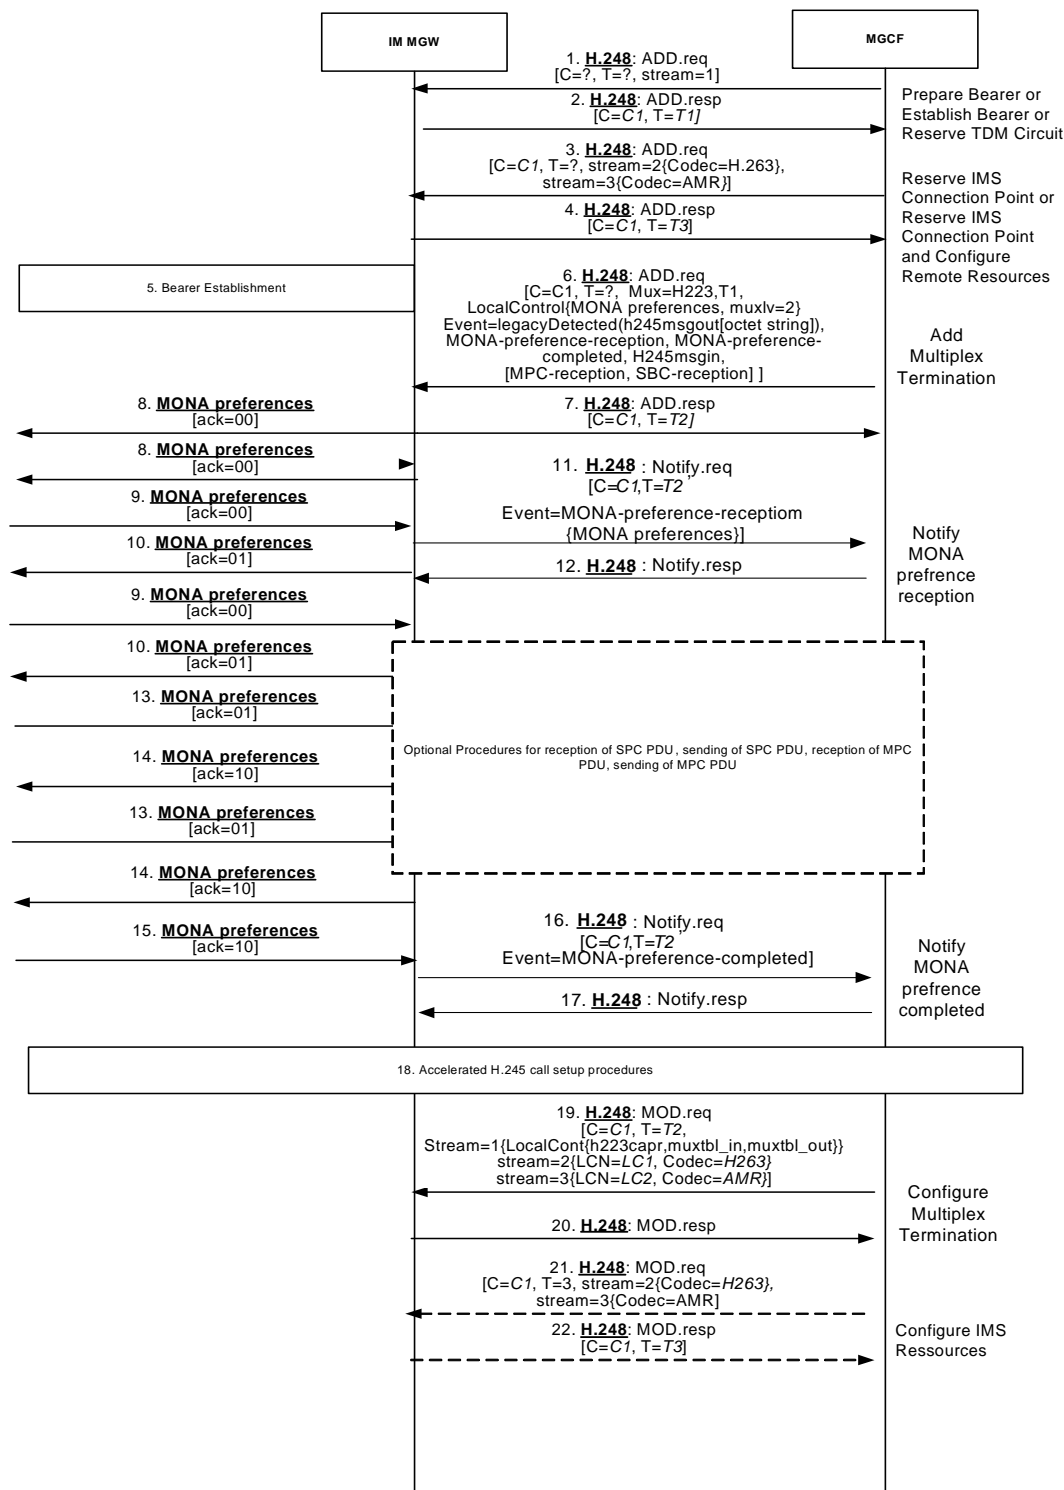 IM MGW
MGCF
1. H.248: ADD.req
[C=?, T=?, stream=1]
2. H.248: ADD.resp
[C=C1, T=T1]
Prepare Bearer or
Establish Bearer or
Reserve TDM Circuit
3. H.248: ADD.req
[C=C1, T=?, stream=2{Codec=H.263},
stream=3{Codec=AMR}]
4. H.248: ADD.resp
[C=C1, T=T3]
Reserve IMS
Connection Point or
Reserve IMS
Connection Point
and Configure
Remote Resources
5. Bearer Establishment
6. H.248: ADD.req
[C=C1, T=?, Mux=H223,T1,
LocalControl{MONA preferences, muxlv=2}
Event=legacyDetected(h245msgout[octet string]),
MONA-preference-reception, MONA-preference-
completed, H245msgin,
[MPC-reception, SBC-reception] ]
Add
Multiplex
Termination
8. MONA preferences
[ack=00]
7. H.248: ADD.resp
[C=C1, T=T2]
8. MONA preferences
[ack=00]
11. H.248 : Notify.req
[C=C1,T=T2 ,
Event=MONA-preference-receptiom
{MONA preferences}]
9. MONA preferences
[ack=00]
10. MONA preferences
[ack=01]
12. H.248 : Notify.resp
Notify
MONA
prefrence
reception
9. MONA preferences
[ack=00]
10. MONA preferences
[ack=01]
13. MONA preferences
[ack=01]
14. MONA preferences
[ack=10]
13. MONA preferences
[ack=01]
14. MONA preferences
[ack=10]
Optional Procedures for reception of SPC PDU, sending of SPC PDU, reception of MPC
PDU, sending of MPC PDU
15. MONA preferences
[ack=10]
16. H.248 : Notify.req
[C=C1,T=T2 ,
Event=MONA-preference-completed]
17. H.248 : Notify.resp
Notify
MONA
prefrence
completed
18. Accelerated H.245 call setup procedures
19. H.248: MOD.req
[C=C1, T=T2,
Stream=1{LocalCont{h223capr,muxtbl_in,muxtbl_out}}
stream=2{LCN=LC1, Codec=H263}
stream=3{LCN=LC2, Codec=AMR}]
20. H.248: MOD.resp
Configure
Multiplex
Termination
21. H.248: MOD.req
[C=C1, T=3, stream=2{Codec=H263},
stream=3{Codec=AMR]
22. H.248: MOD.resp
[C=C1, T=T3]
Configure IMS
Ressources